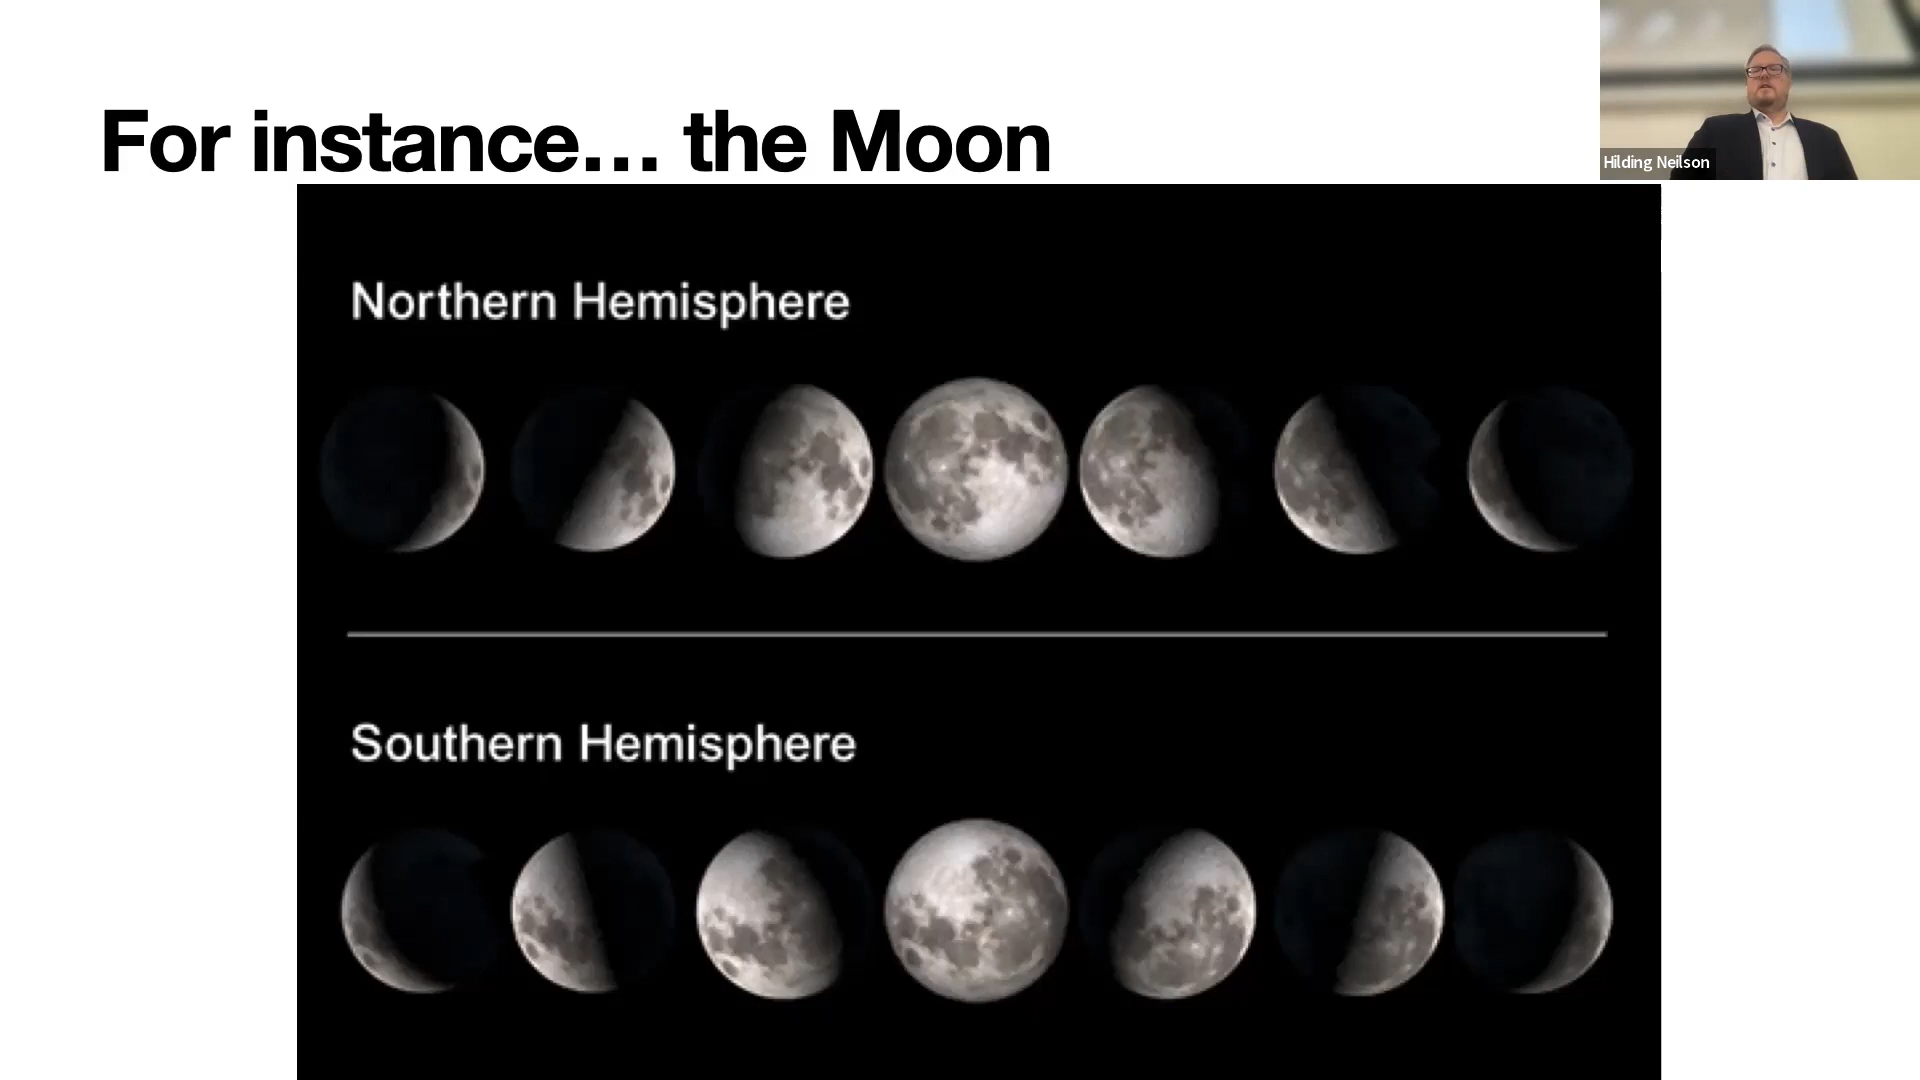 For instance… the Moon
Hilding Neilson
Northern Hemisphere
Southern Hemisphere